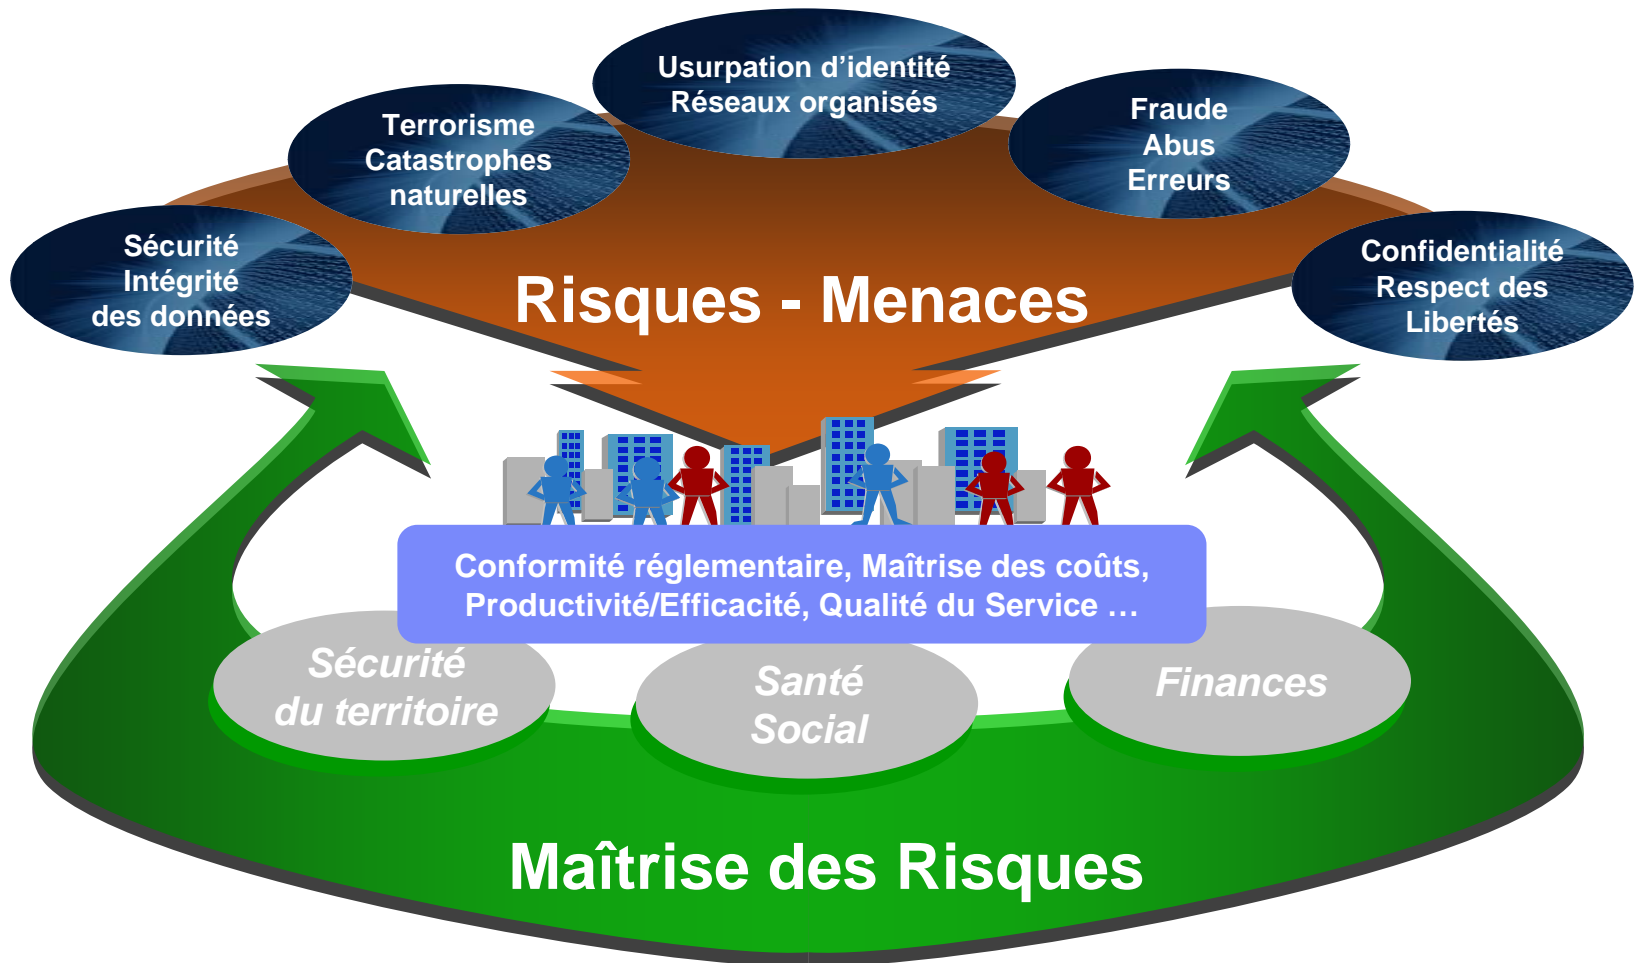 Usurpation d’identité
Réseaux organisés
Terrorisme
Catastrophes
naturelles
Fraude
Abus
Erreurs
Sécurité
Intégrité
des données
Confidentialité
Respect des
Libertés
Risques - Menaces
Conformité réglementaire, Maîtrise des coûts,
Productivité/Efficacité, Qualité du Service …
Sécurité
du territoire
Santé
Social
Finances
Maîtrise des Risques